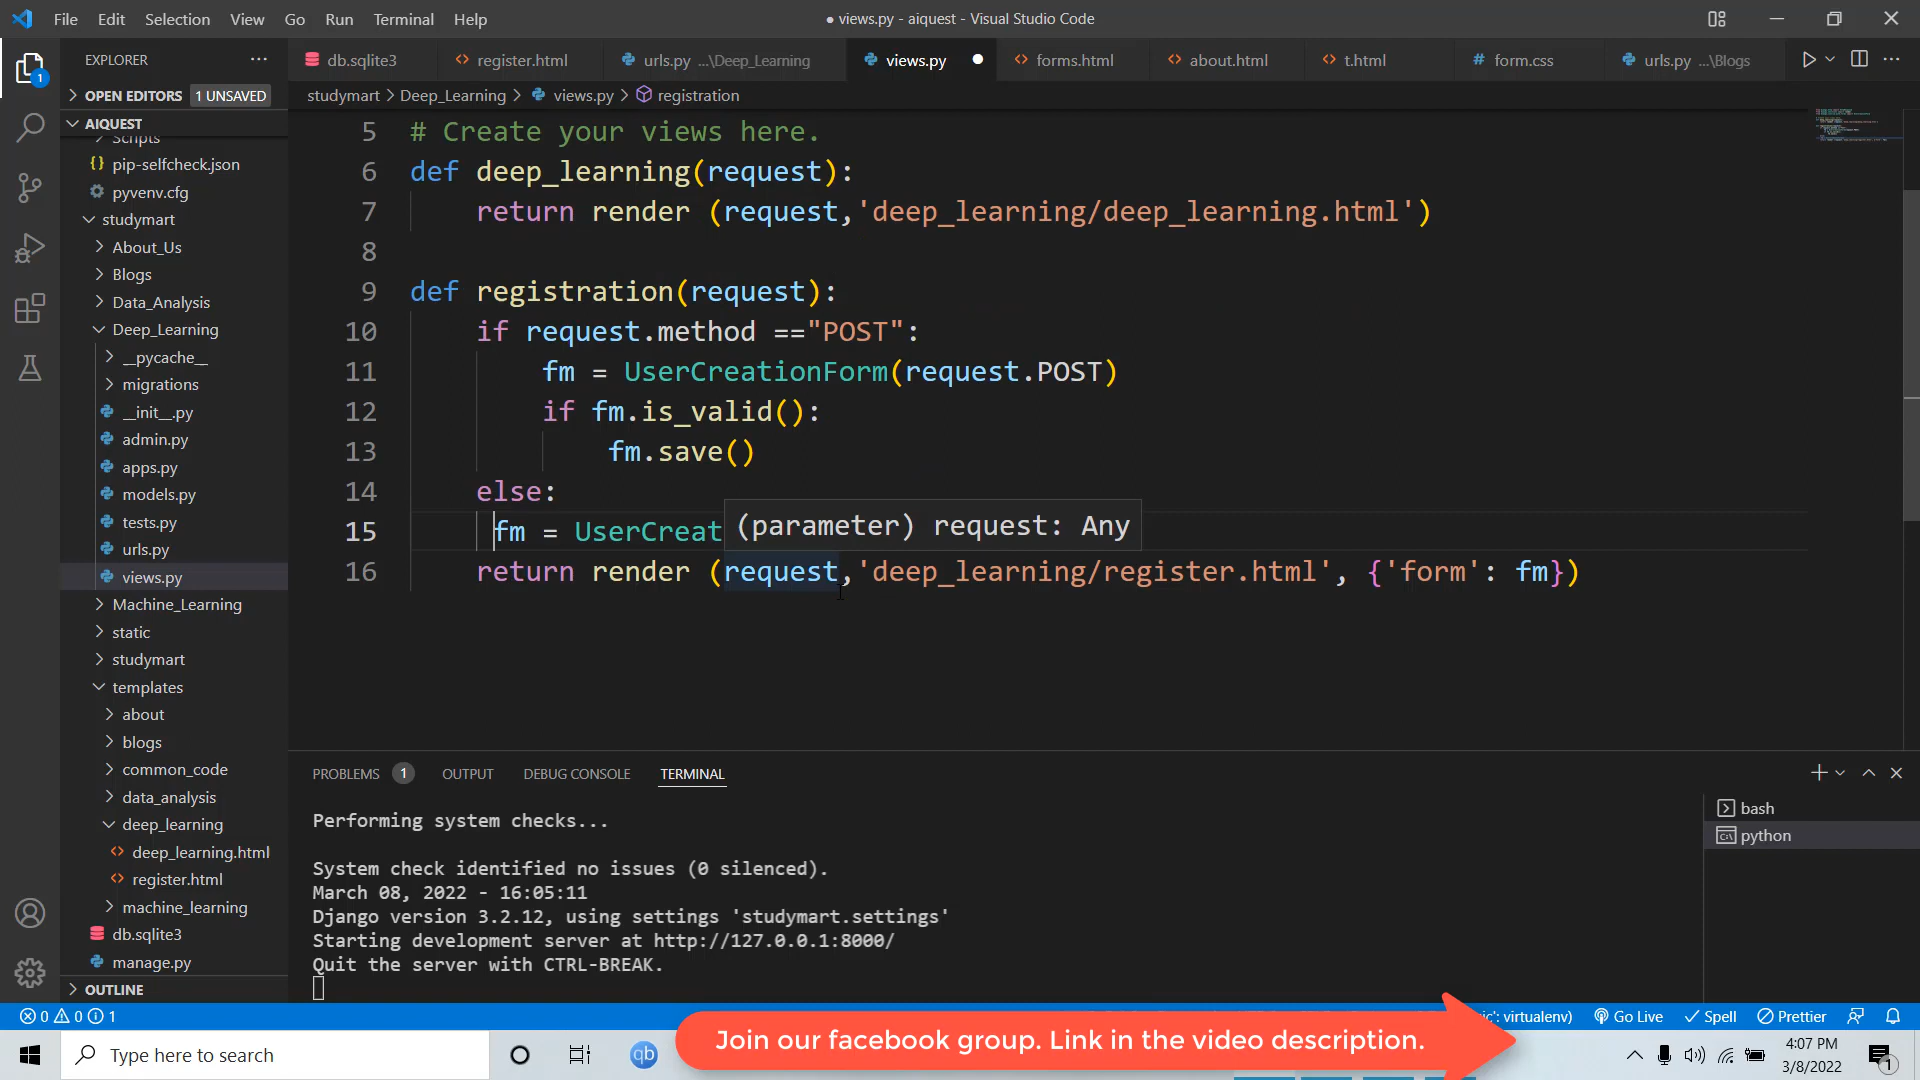 File Edit Selection View Go Run Terminal Help
● views.py - aiquest - Visual Studio Code
EXPLORER
db.sqlite3
register.html
urls.py ...\Deep_Learning
views.py
forms.html
about.html
t.html
form.css
urls.py ...\Blogs
OPEN EDITORS 1 UNSAVED
studymart > Deep_Learning > views.py > registration
AIQUEST
Scripts
pip-selfcheck.json
pyvenv.cfg
studymart
About_Us
Blogs
Data_Analysis
Deep_Learning
__pycache__
migrations
__init__.py
admin.py
apps.py
models.py
tests.py
urls.py
views.py
Machine_Learning
static
studymart
templates
about
blogs
common_code
data_analysis
deep_learning
deep_learning.html
register.html
machine_learning
db.sqlite3
manage.py
OUTLINE
5 # Create your views here.
6 def deep_learning(request):
7 return render (request,'deep_learning/deep_learning.html')
8
9 def registration(request):
10 if request.method =="POST":
11 fm = UserCreationForm(request.POST)
12 if fm.is_valid():
13 fm.save()
14 else:
15 fm = UserCreat
(parameter) request: Any
16 return render (request,'deep_learning/register.html', {'form': fm})
PROBLEMS 1 OUTPUT DEBUG CONSOLE TERMINAL
Performing system checks...
System check identified no issues (0 silenced).
March 08, 2022 - 16:05:11
Django version 3.2.12, using settings 'studymart.settings'
Starting development server at http://127.0.0.1:8000/
Quit the server with CTRL-BREAK.
bash
python
0 0 1
ic': virtualenv) Go Live Spell Prettier
Type here to search
qb
Join our facebook group. Link in the video description.
4:07 PM
3/8/2022
1
1